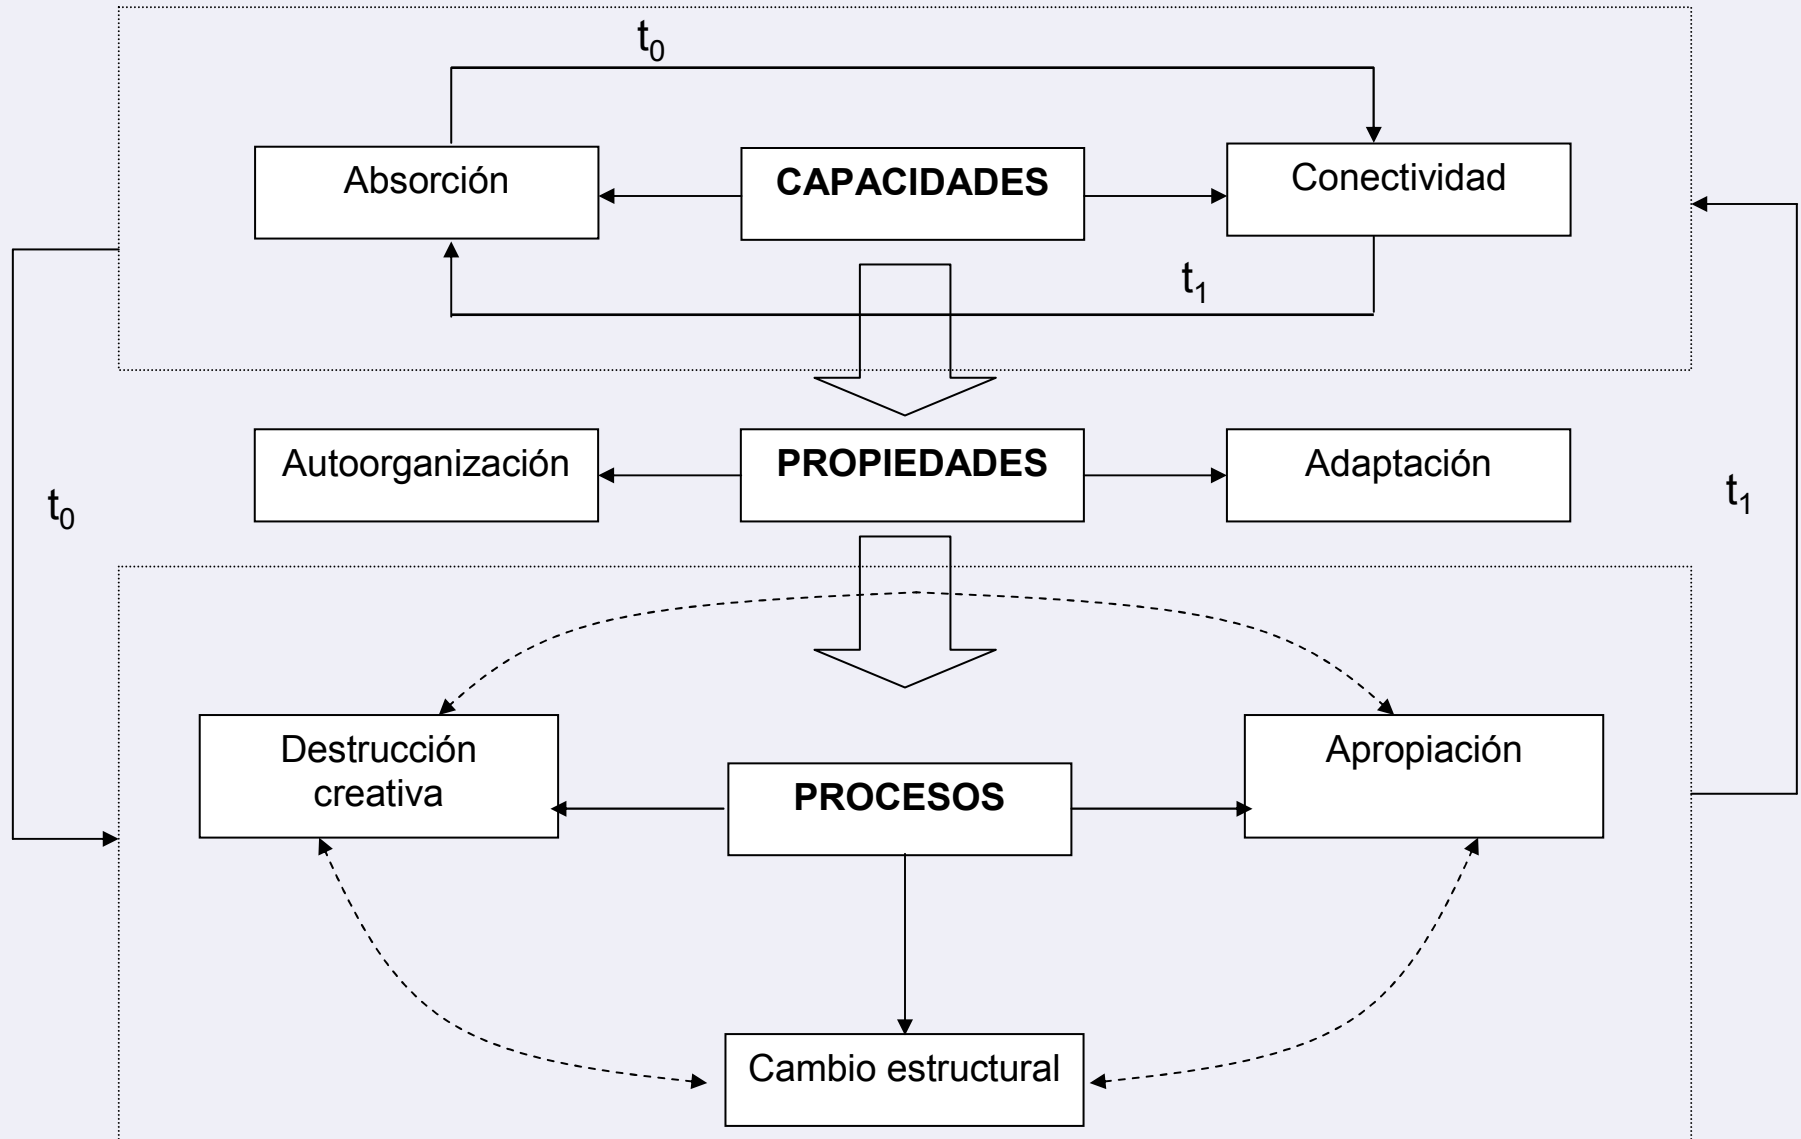 t₀
Absorción
CAPACIDADES
Conectividad
t₁
Autoorganización
PROPIEDADES
Adaptación
t₀
t₁
Destrucción
creativa
PROCESOS
Apropiación
Cambio estructural